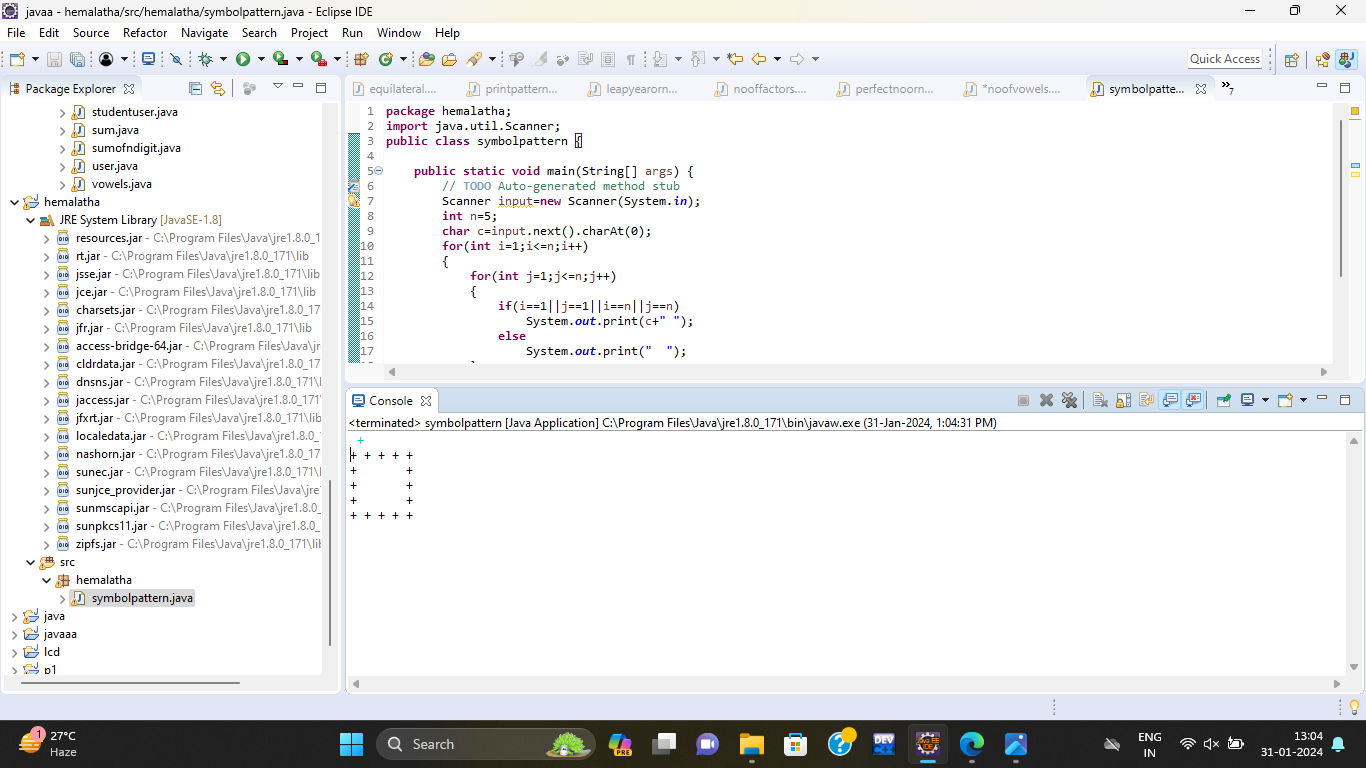 javaa - hemalatha/src/hemalatha/symbolpattern.java - Eclipse IDE
File Edit Source Refactor Navigate Search Project Run Window Help
Quick Access
Package Explorer
studentuser.java
sum.java
sumofndigit.java
user.java
vowels.java
hemalatha
JRE System Library [JavaSE-1.8]
resources.jar - C:\Program Files\Java\jre1.8.0_1
rt.jar - C:\Program Files\Java\jre1.8.0_171\lib
jsse.jar - C:\Program Files\Java\jre1.8.0_171\lib
jce.jar - C:\Program Files\Java\jre1.8.0_171\lib
charsets.jar - C:\Program Files\Java\jre1.8.0_17
jfr.jar - C:\Program Files\Java\jre1.8.0_171\lib
access-bridge-64.jar - C:\Program Files\Java\jr
cldrdata.jar - C:\Program Files\Java\jre1.8.0_17
dnsns.jar - C:\Program Files\Java\jre1.8.0_171\l
jaccess.jar - C:\Program Files\Java\jre1.8.0_171\
jfxrt.jar - C:\Program Files\Java\jre1.8.0_171\lib
localedata.jar - C:\Program Files\Java\jre1.8.0_
nashorn.jar - C:\Program Files\Java\jre1.8.0_17
sunec.jar - C:\Program Files\Java\jre1.8.0_171\l
sunjce_provider.jar - C:\Program Files\Java\jre
sunmscapi.jar - C:\Program Files\Java\jre1.8.0_
sunpkcs11.jar - C:\Program Files\Java\jre1.8.0_
zipfs.jar - C:\Program Files\Java\jre1.8.0_171\lil
src
hemalatha
symbolpattern.java
java
javaaa
lcd
p1
equilateral.... printpattern... leapyearorn... nooffactors.... perfectnoorn... *noofvowels.... symbolpatte... »7
1 package hemalatha;
2 import java.util.Scanner;
3 public class symbolpattern {
4
5 public static void main(String[] args) {
6 // TODO Auto-generated method stub
7 Scanner input=new Scanner(System.in);
8 int n=5;
9 char c=input.next().charAt(0);
10 for(int i=1;i<=n;i++)
11 {
12 for(int j=1;j<=n;j++)
13 {
14 if(i==1||j==1||i==n||j==n)
15 System.out.print(c+" ");
16 else
17 System.out.print("  ");
Console
<terminated> symbolpattern [Java Application] C:\Program Files\Java\jre1.8.0_171\bin\javaw.exe (31-Jan-2024, 1:04:31 PM)
+
+ + + + +
+       +
+       +
+       +
+ + + + +
1
27°C
Haze
Search
PRE
DEV
JAVA EE
IDE
ENG
IN
13:04
31-01-2024